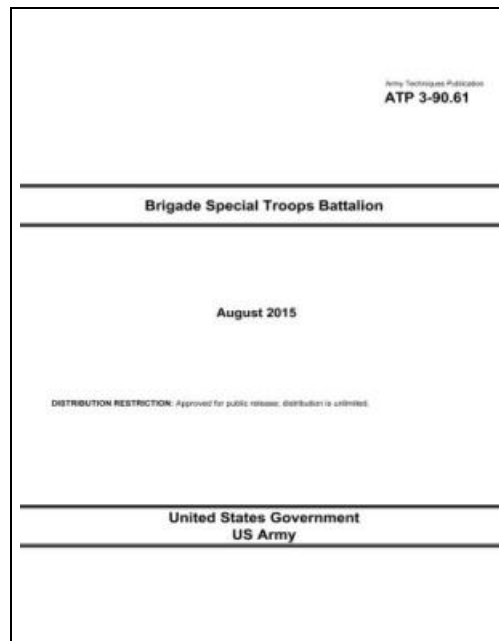 Army Techniques Publication
ATP 3-90.61
Brigade Special Troops Battalion
August 2015
DISTRIBUTION RESTRICTION: Approved for public release; distribution is unlimited.
United States Government
US Army